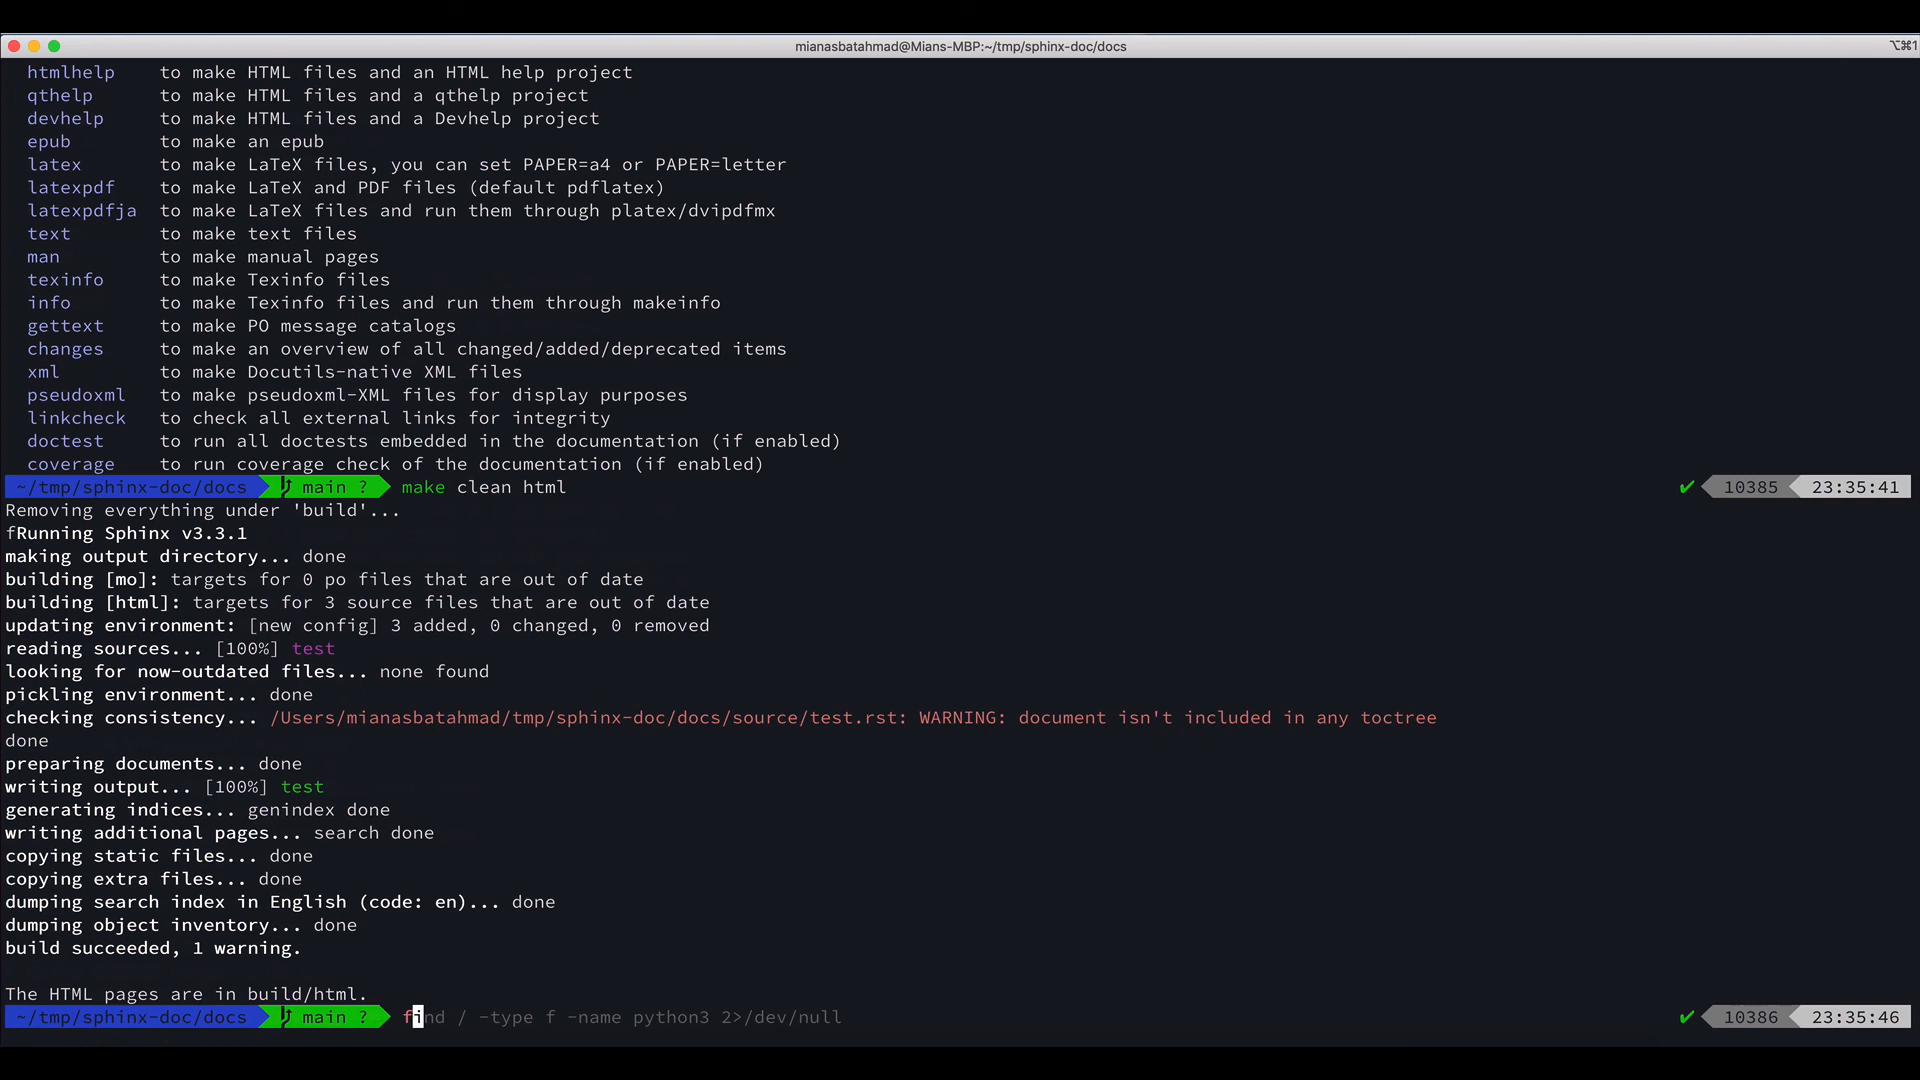 mianasbatahmad@Mians-MBP:~/tmp/sphinx-doc/docs
⌥⌘1
htmlhelp    to make HTML files and an HTML help project
qthelp      to make HTML files and a qthelp project
devhelp     to make HTML files and a Devhelp project
epub        to make an epub
latex       to make LaTeX files, you can set PAPER=a4 or PAPER=letter
latexpdf    to make LaTeX and PDF files (default pdflatex)
latexpdfja  to make LaTeX files and run them through platex/dvipdfmx
text        to make text files
man         to make manual pages
texinfo     to make Texinfo files
info        to make Texinfo files and run them through makeinfo
gettext     to make PO message catalogs
changes     to make an overview of all changed/added/deprecated items
xml         to make Docutils-native XML files
pseudoxml   to make pseudoxml-XML files for display purposes
linkcheck   to check all external links for integrity
doctest     to run all doctests embedded in the documentation (if enabled)
coverage    to run coverage check of the documentation (if enabled)
~/tmp/sphinx-doc/docs main ? make clean html ✔ 10385 23:35:41
Removing everything under 'build'...
fRunning Sphinx v3.3.1
making output directory... done
building [mo]: targets for 0 po files that are out of date
building [html]: targets for 3 source files that are out of date
updating environment: [new config] 3 added, 0 changed, 0 removed
reading sources... [100%] test
looking for now-outdated files... none found
pickling environment... done
checking consistency... /Users/mianasbatahmad/tmp/sphinx-doc/docs/source/test.rst: WARNING: document isn't included in any toctree
done
preparing documents... done
writing output... [100%] test
generating indices... genindex done
writing additional pages... search done
copying static files... done
copying extra files... done
dumping search index in English (code: en)... done
dumping object inventory... done
build succeeded, 1 warning.
The HTML pages are in build/html.
~/tmp/sphinx-doc/docs main ? find / -type f -name python3 2>/dev/null ✔ 10386 23:35:46